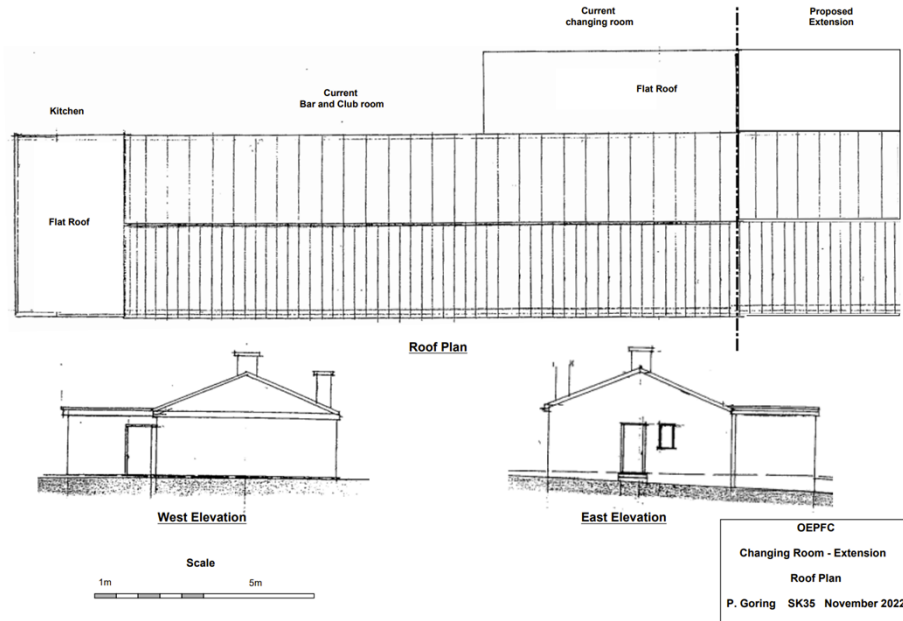 Current
changing room
Proposed
Extension
Flat Roof
Current
Bar and Club room
Kitchen
Flat Roof
Roof Plan
West Elevation
East Elevation
Scale
1m
5m
OEPFC
Changing Room - Extension
Roof Plan
P. Goring SK35 November 2022